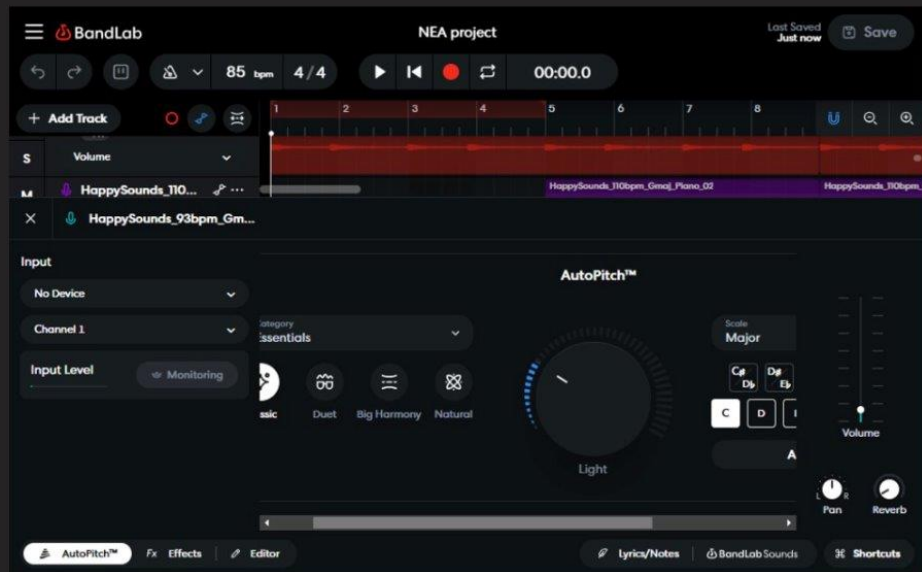 BandLab
NEA project
Last Saved
Just now
Save
85 bpm
4/4
00:00.0
+ Add Track
1 2 3 4 5 6 7 8
S
Volume
M
HappySounds_110...
HappySounds_110bpm_Gmaj_Piano_02
HappySounds_110bpm_
HappySounds_93bpm_Gm...
Input
No Device
Channel 1
Input Level
Monitoring
AutoPitch™
Category
Essentials
ssic
Duet
Big Harmony
Natural
Light
Scale
Major
C# Db
D# Eb
C D
A
Volume
L R
Pan
Reverb
AutoPitch™
Fx Effects
Editor
Lyrics/Notes
BandLab Sounds
Shortcuts